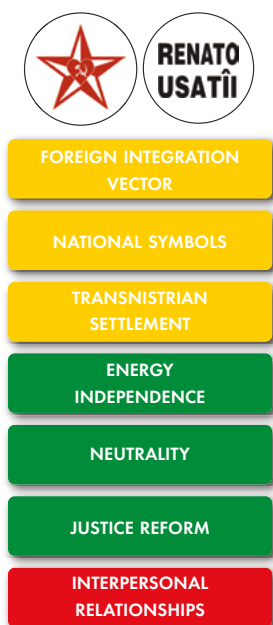 RENATO
USATÎI
FOREIGN INTEGRATION
VECTOR
NATIONAL SYMBOLS
TRANSNISTRIAN
SETTLEMENT
ENERGY
INDEPENDENCE
NEUTRALITY
JUSTICE REFORM
INTERPERSONAL
RELATIONSHIPS